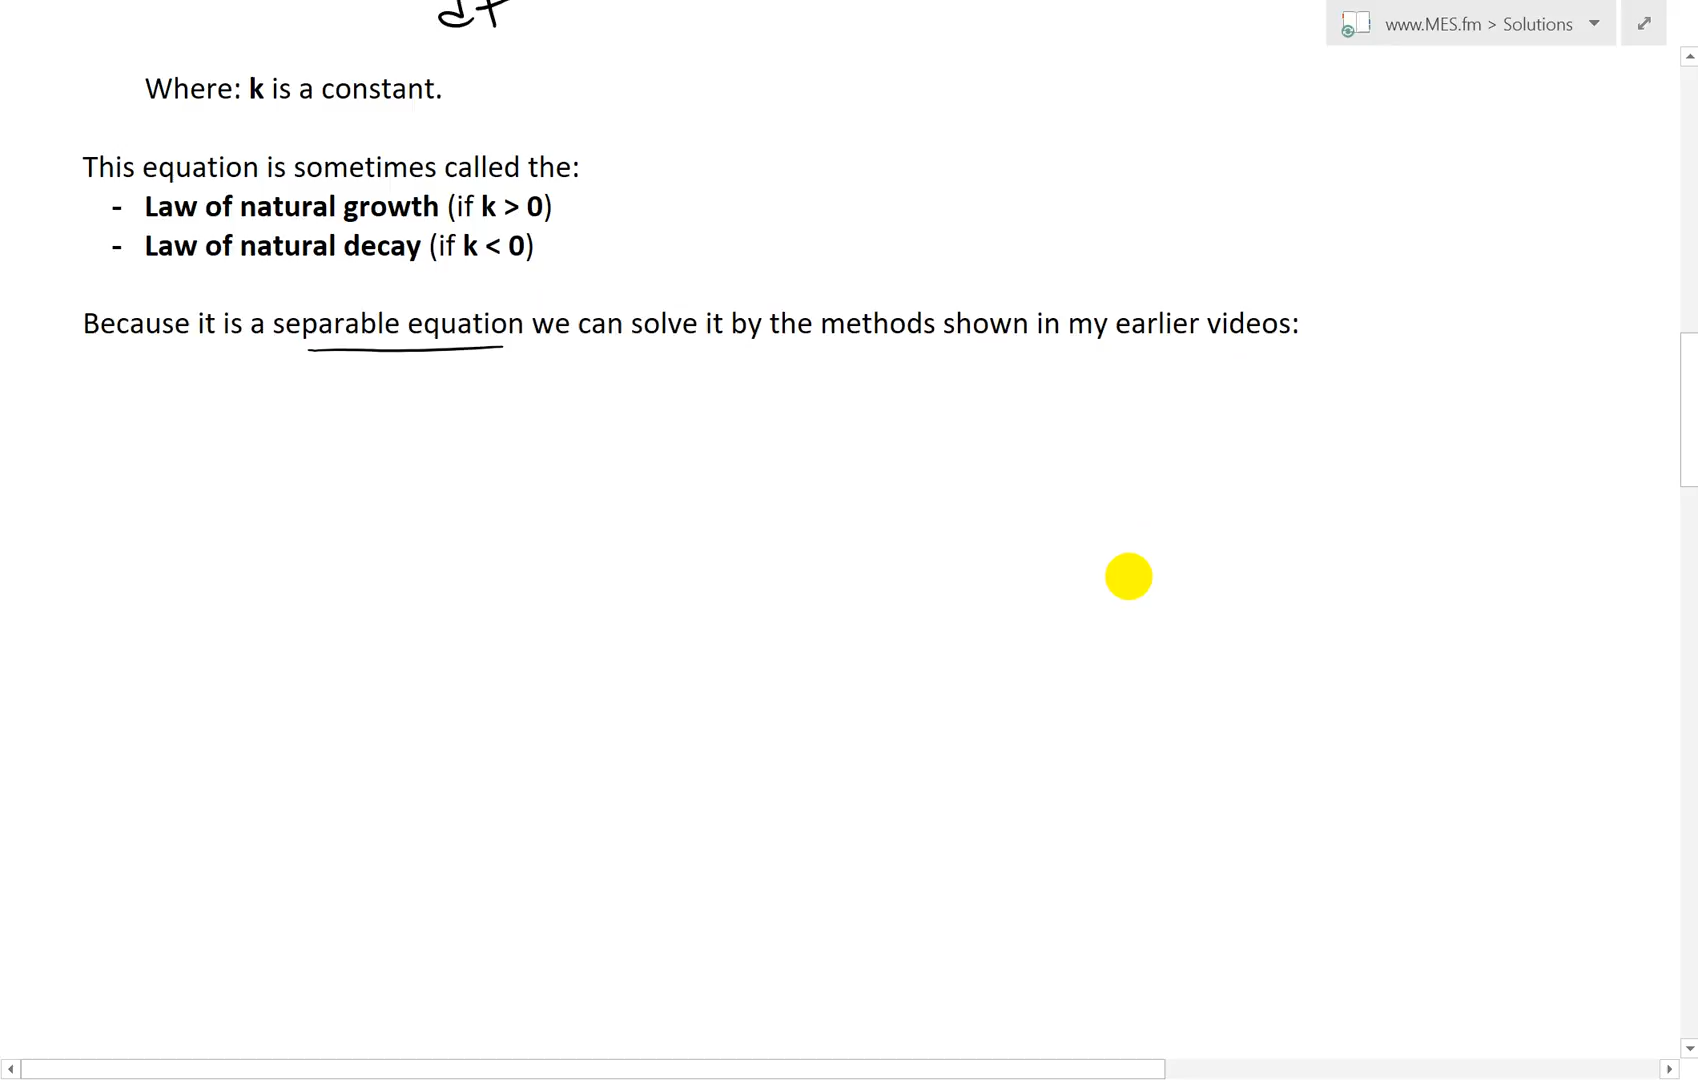 dt
www.MES.fm > Solutions
Where: k is a constant.
This equation is sometimes called the:
- Law of natural growth (if k > 0)
- Law of natural decay (if k < 0)
Because it is a separable equation we can solve it by the methods shown in my earlier videos: